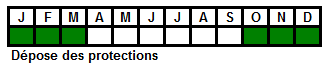 J F M A M J J A S O N D
Dépose des protections